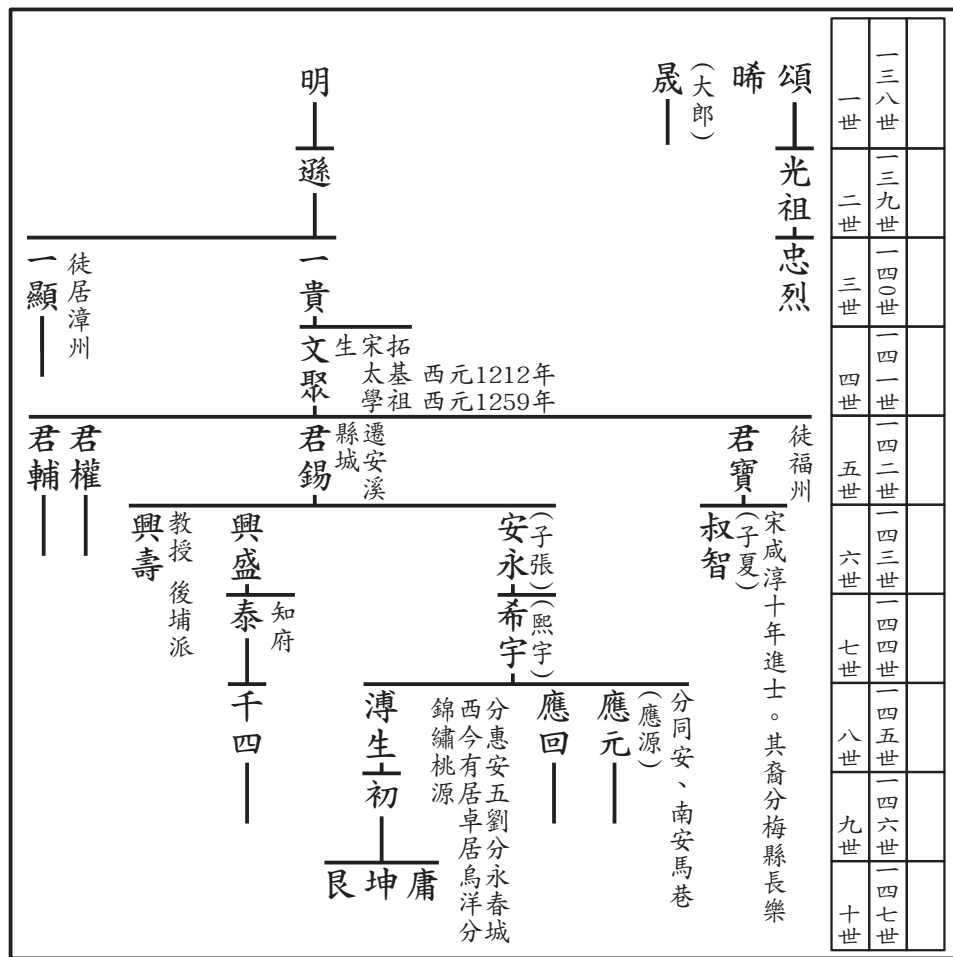 一三八世
一世
一三九世
二世
一四〇世
三世
一四一世
四世
一四二世
五世
一四三世
六世
一四四世
七世
一四五世
八世
一四六世
九世
一四七世
十世
頌
晞
(大郎)
晟
明
光祖
遜
忠烈
一貴
徒居漳州
一顯
拓基祖
宋太學
生
西元1212年
西元1259年
文聚
徒福州
君寶
遷安溪
縣城
君錫
君權
君輔
宋咸淳十年進士。其裔分梅縣長樂
(子夏)
叔智
(子張)
安永
興盛
教授 後埔派
興壽
(熙宇)
希宇
知府
泰
分同安、南安馬巷
(應源)
應元
應回
分惠安五劉分永春城
西今有居卓居烏洋分
錦繡桃源
溥生
千四
初
庸
坤
艮